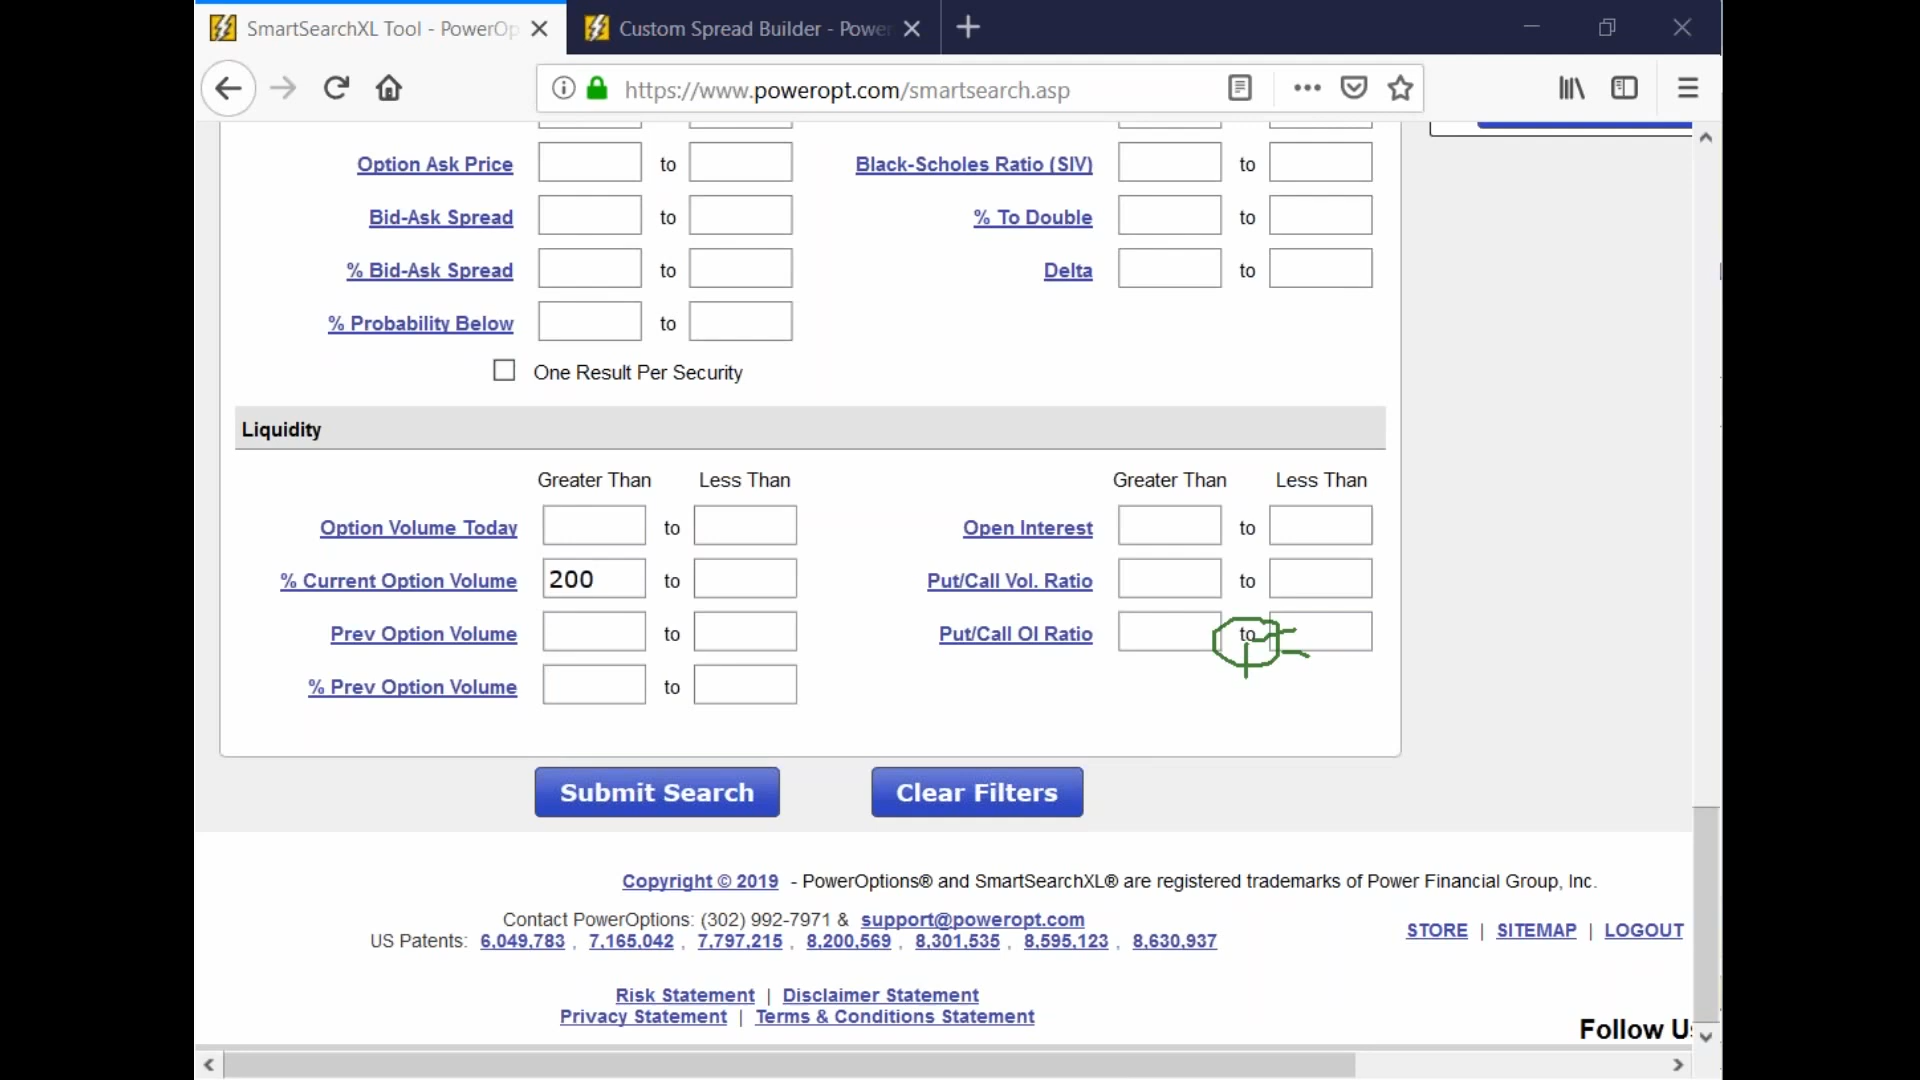 SmartSearchXL Tool - PowerOp
Custom Spread Builder - Power
https://www.poweropt.com/smartsearch.asp
Option Ask Price to Black-Scholes Ratio (SIV) to
Bid-Ask Spread to % To Double to
% Bid-Ask Spread to Delta to
% Probability Below to
One Result Per Security
Liquidity
Greater Than Less Than Greater Than Less Than
Option Volume Today to Open Interest to
% Current Option Volume 200 to Put/Call Vol. Ratio to
Prev Option Volume to Put/Call OI Ratio to
% Prev Option Volume to
Submit Search Clear Filters
Copyright © 2019 - PowerOptions® and SmartSearchXL® are registered trademarks of Power Financial Group, Inc.
Contact PowerOptions: (302) 992-7971 & support@poweropt.com
US Patents: 6,049,783 , 7,165,042 , 7,797,215 , 8,200,569 , 8,301,535 , 8,595,123 , 8,630,937
STORE | SITEMAP | LOGOUT
Risk Statement | Disclaimer Statement
Privacy Statement | Terms & Conditions Statement
Follow Us